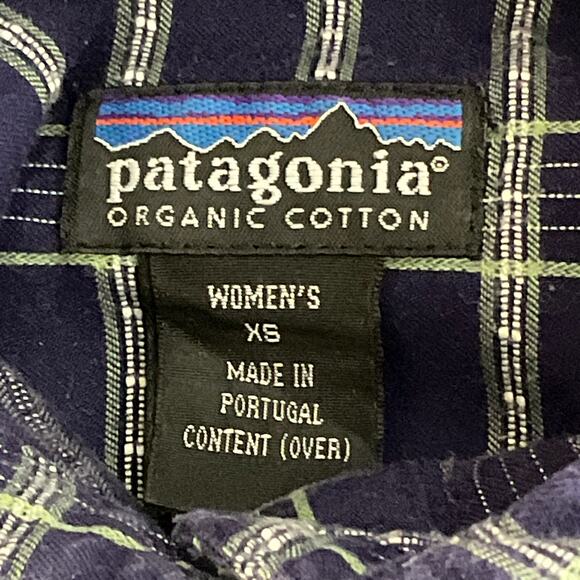 patagonia®
ORGANIC COTTON
WOMEN'S
XS
MADE IN
PORTUGAL
CONTENT (OVER)